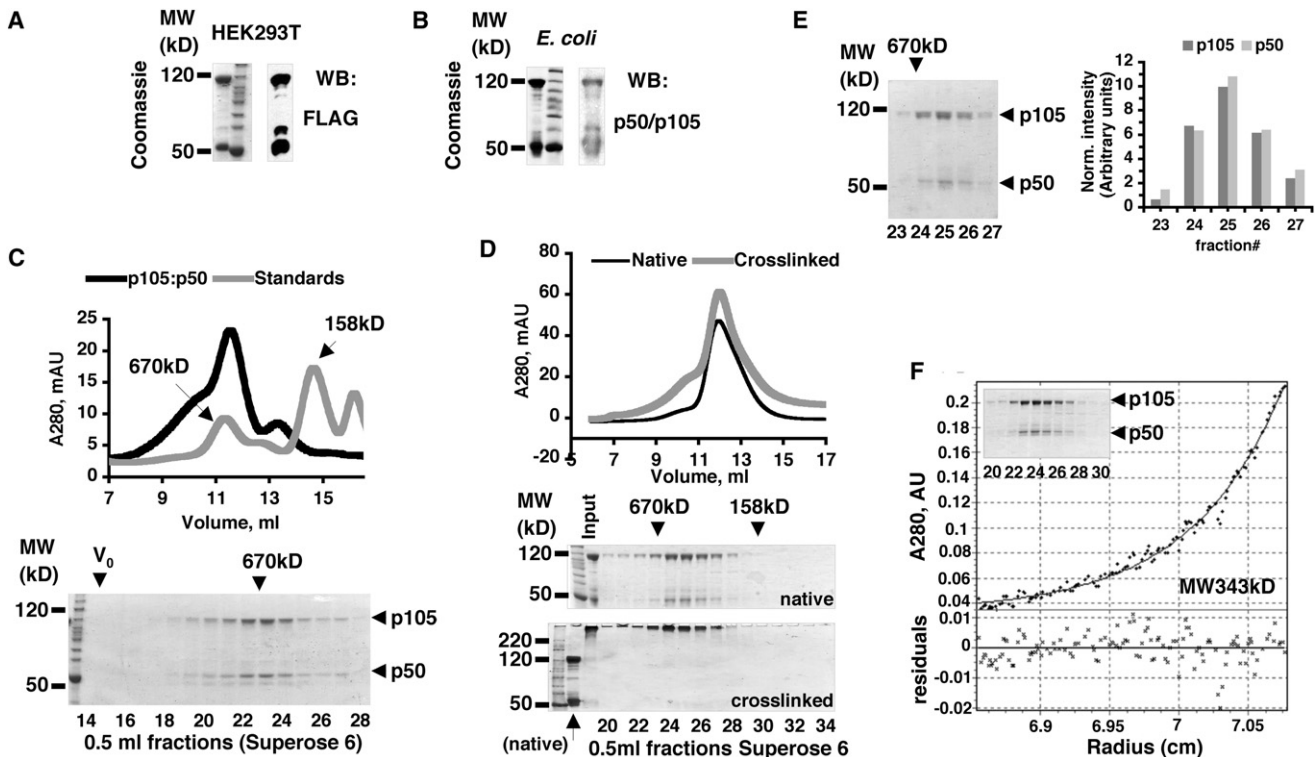 A
MW
(kD)
HEK293T
Coomassie
120
50
WB:
FLAG
B
MW
(kD)
E. coli
Coomassie
120
50
WB:
p50/p105
C
p105:p50
Standards
A280, mAU
25
20
15
10
5
0
670kD
158kD
7
9
11
13
15
Volume, ml
MW
(kD)
V0
670kD
120
50
p105
p50
14 16 18 20 22 24 26 28
0.5 ml fractions (Superose 6)
D
Native
Crosslinked
A280, mAU
80
60
40
20
0
-20
5
7
9
11
13
15
17
Volume, ml
MW
(kD)
Input
670kD
158kD
120
50
native
220
120
50
crosslinked
20 22 24 26 28 30 32 34
(native)
0.5ml fractions Superose 6
E
MW
(kD)
670kD
120
50
p105
p50
23 24 25 26 27
p105
p50
Norm. intensity
(Arbitrary units)
12
10
8
6
4
2
0
23
24
25
26
27
fraction#
F
A280, AU
0.2
0.18
0.16
0.14
0.12
0.1
0.08
0.06
0.04
p105
p50
20 22 24 26 28 30
MW343kD
residuals
0.01
0
-0.01
-0.02
6.9
6.95
7
7.05
Radius (cm)